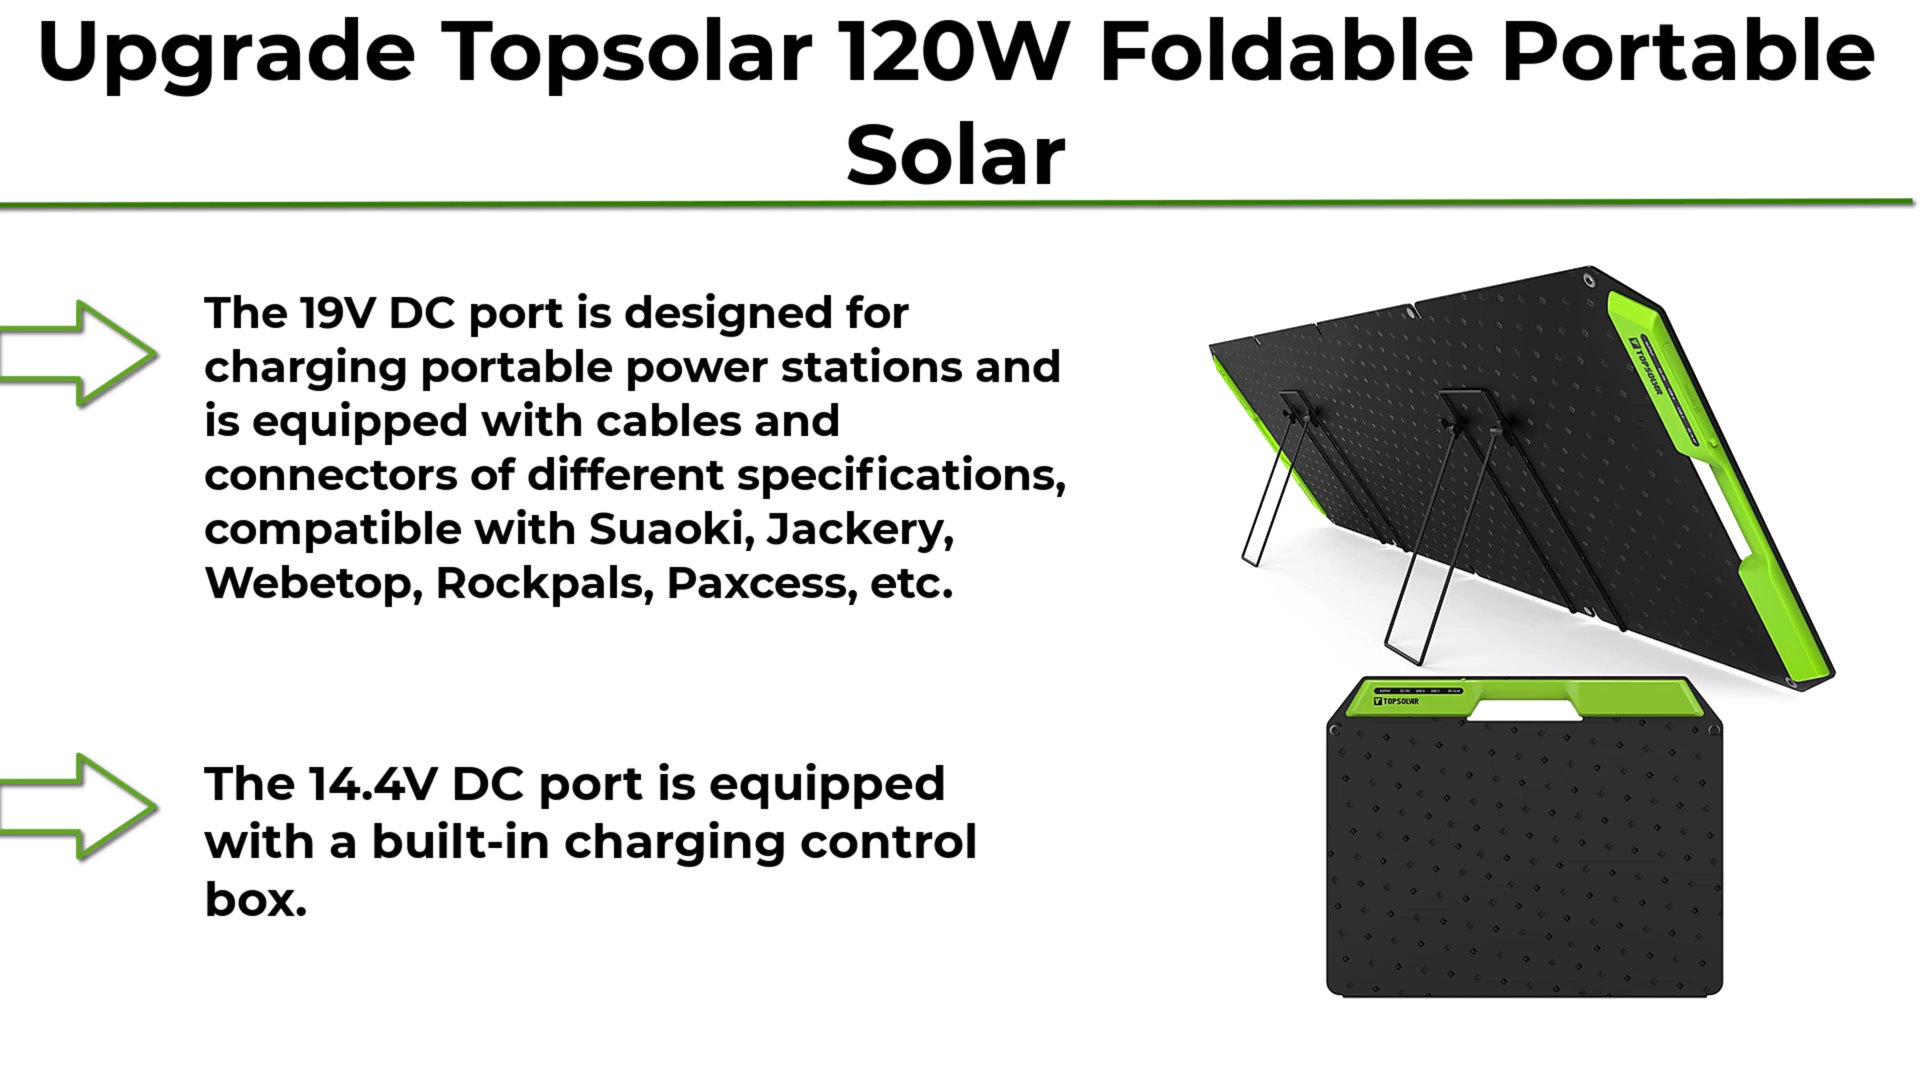 Upgrade Topsolar 120W Foldable Portable
Solar
The 19V DC port is designed for
charging portable power stations and
is equipped with cables and
connectors of different specifications,
compatible with Suaoki, Jackery,
Webetop, Rockpals, Paxcess, etc.
The 14.4V DC port is equipped
with a built-in charging control
box.
TOPSOLAR
TOPSOLAR